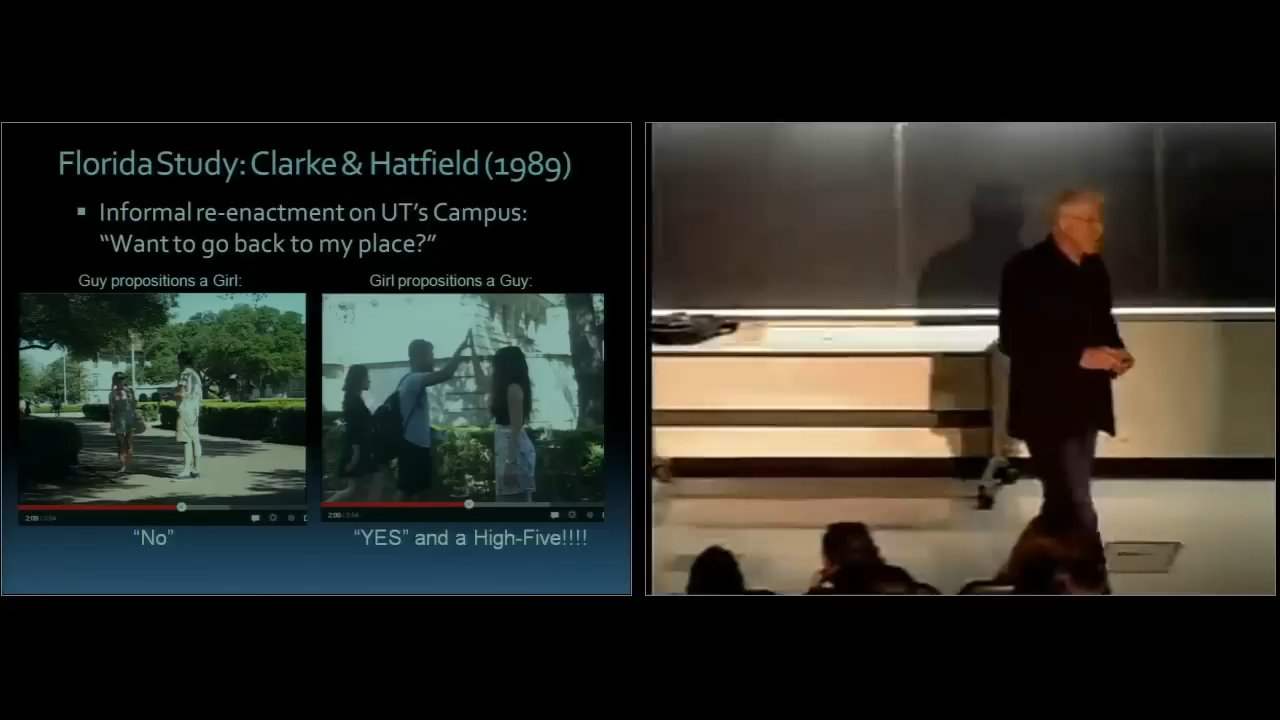 Florida Study: Clarke & Hatfield (1989)
▪ Informal re-enactment on UT's Campus:
"Want to go back to my place?"
Guy propositions a Girl:
Girl propositions a Guy:
"No"
"YES" and a High-Five!!!!